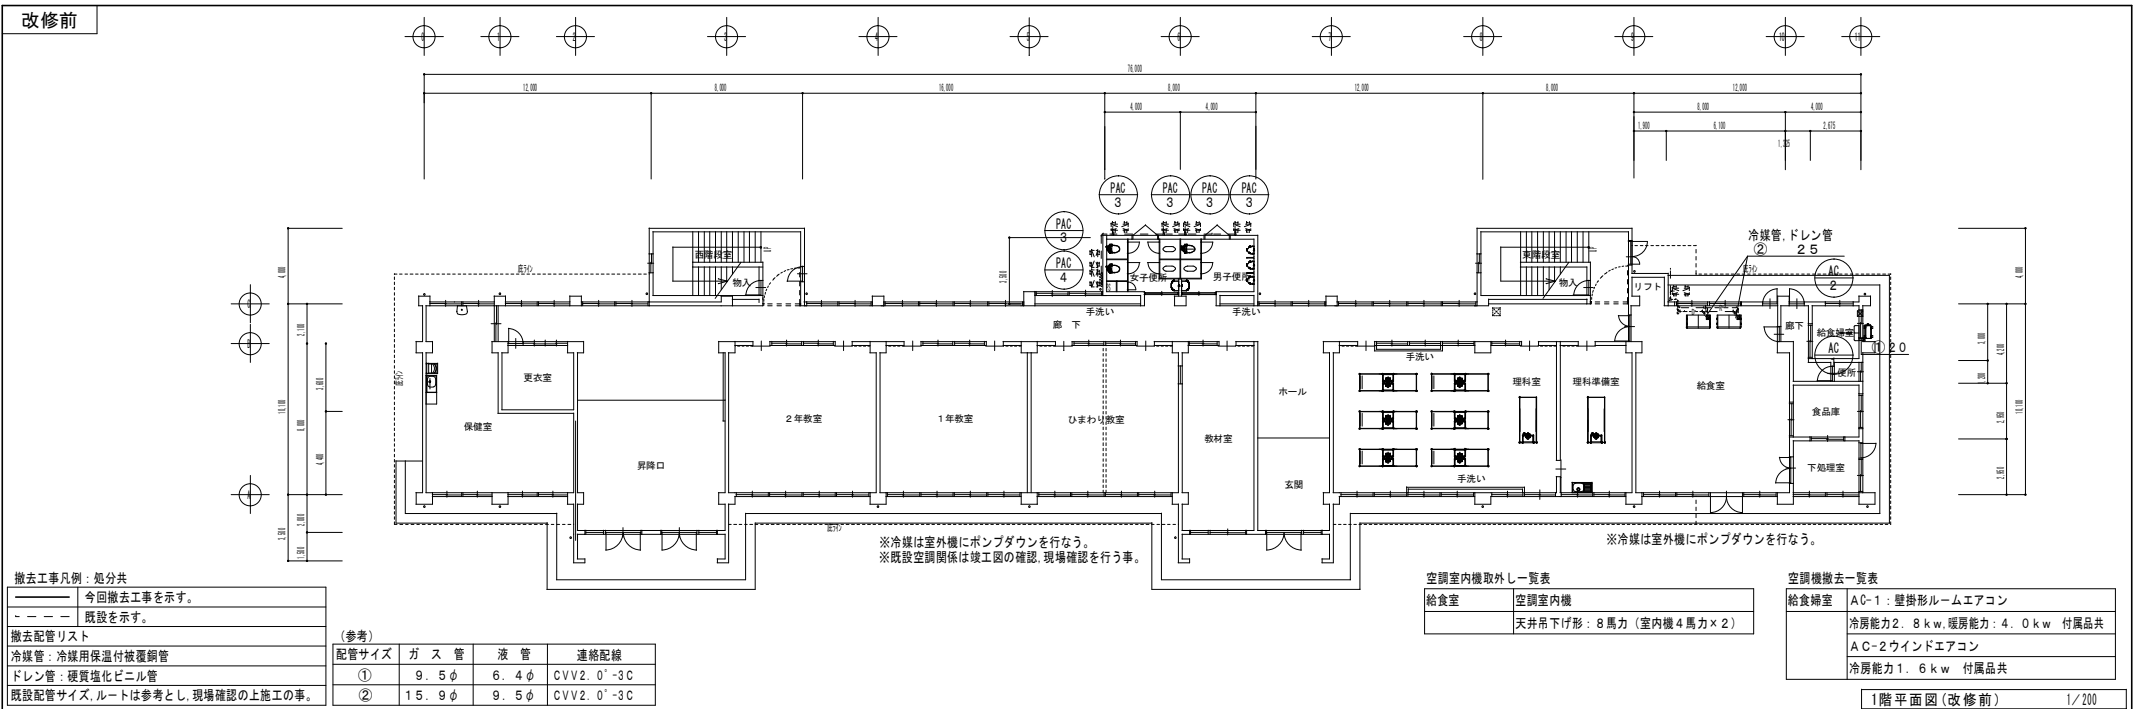 改修前
76,000
12,000
8,000
16,000
8,000
12,000
8,000
12,000
4,000
4,000
8,000
4,000
1,900
6,100
2,675
PAC
3
PAC
3
PAC
3
PAC
3
PAC
3
PAC
4
冷媒管,ドレン管
② 25
AC
2
AC
① 20
西階段室
物入
女子便所
男子便所
東階段室
物入
リフト
手洗い
手洗い
廊 下
廊下
給食婦室
便所
更衣室
保健室
昇降口
2年教室
1年教室
ひまわり教室
教材室
ホール
玄関
手洗い
理科室
理科準備室
手洗い
給食室
食品庫
下処理室
※冷媒は室外機にポンプダウンを行なう。
※既設空調関係は竣工図の確認,現場確認を行う事。
※冷媒は室外機にポンプダウンを行なう。
撤去工事凡例:処分共
今回撤去工事を示す。
既設を示す。
撤去配管リスト
冷媒管:冷媒用保温付被覆銅管
ドレン管:硬質塩化ビニル管
既設配管サイズ,ルートは参考とし,現場確認の上施工の事。
(参考)
配管サイズ ガ ス 管 液 管 連絡配線
① 9.5φ 6.4φ CVV2.0°-3C
② 15.9φ 9.5φ CVV2.0°-3C
空調室内機取外し一覧表
給食室 空調室内機
天井吊下げ形:8馬力(室内機4馬力×2)
空調機撤去一覧表
給食婦室 AC-1:壁掛形ルームエアコン
冷房能力2.8kw,暖房能力:4.0kw 付属品共
AC-2ウインドエアコン
冷房能力1.6kw 付属品共
1階平面図(改修前) 1/200